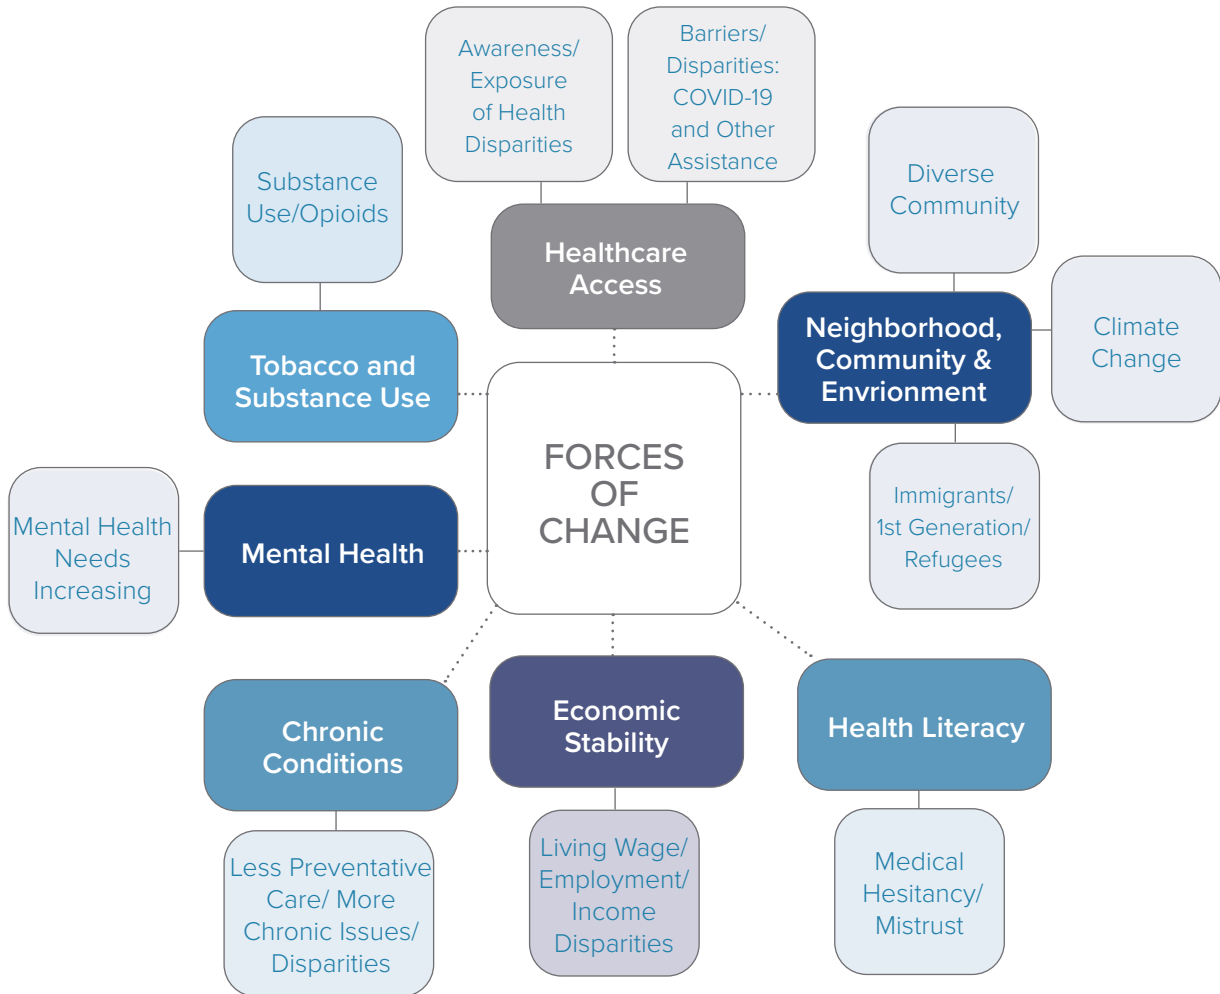 Awareness/
Exposure
of Health
Disparities
Barriers/
Disparities:
COVID-19
and Other
Assistance
Substance
Use/Opioids
Diverse
Community
Healthcare
Access
Neighborhood,
Community &
Envrionment
Climate
Change
Tobacco and
Substance Use
FORCES
OF
CHANGE
Immigrants/
1st Generation/
Refugees
Mental Health
Needs
Increasing
Mental Health
Chronic
Conditions
Economic
Stability
Health Literacy
Less Preventative
Care/ More
Chronic Issues/
Disparities
Living Wage/
Employment/
Income
Disparities
Medical
Hesitancy/
Mistrust